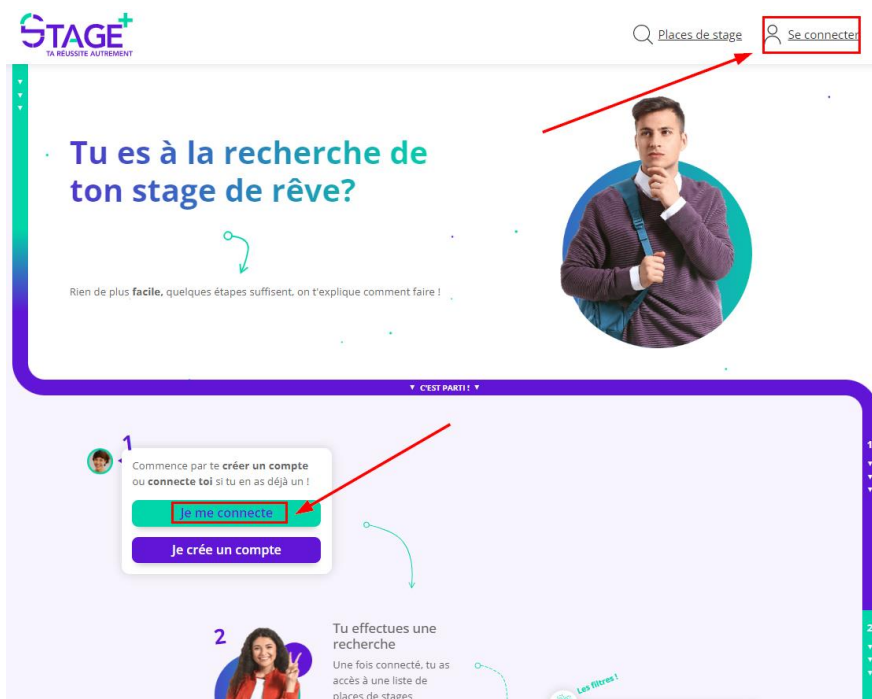 STAGE+
TA RÉUSSITE AUTREMENT
Places de stage
Se connecter
Tu es à la recherche de
ton stage de rêve?
Rien de plus facile, quelques étapes suffisent, on t'explique comment faire !
C'EST PARTI !
1
1
Commence par te créer un compte
ou connecte toi si tu en as déjà un !
Je me connecte
Je crée un compte
2
2
Tu effectues une
recherche
Une fois connecté, tu as
accès à une liste de
places de stages
Les filtres !